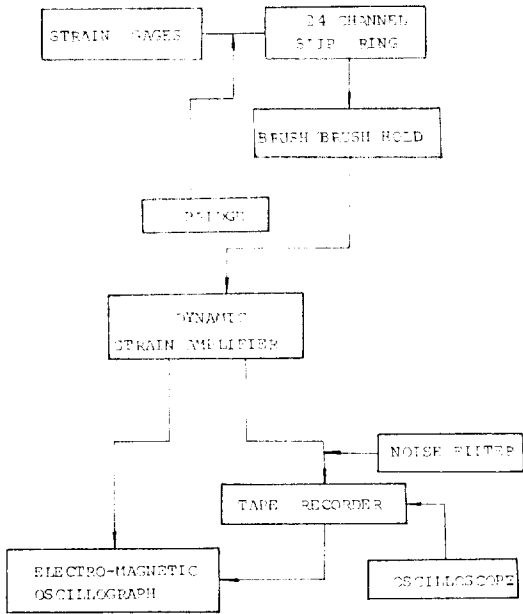 STRAIN GAGES
24 CHANNEL
SLIP RING
BRUSH BRUSH HOLD
BRIDGE
DYNAMIC
STRAIN AMPLIFIER
NOISE FILTER
TAPE RECORDER
ELECTRO-MAGNETIC
OSCILLOGRAPH
OSCILLOSCOPE